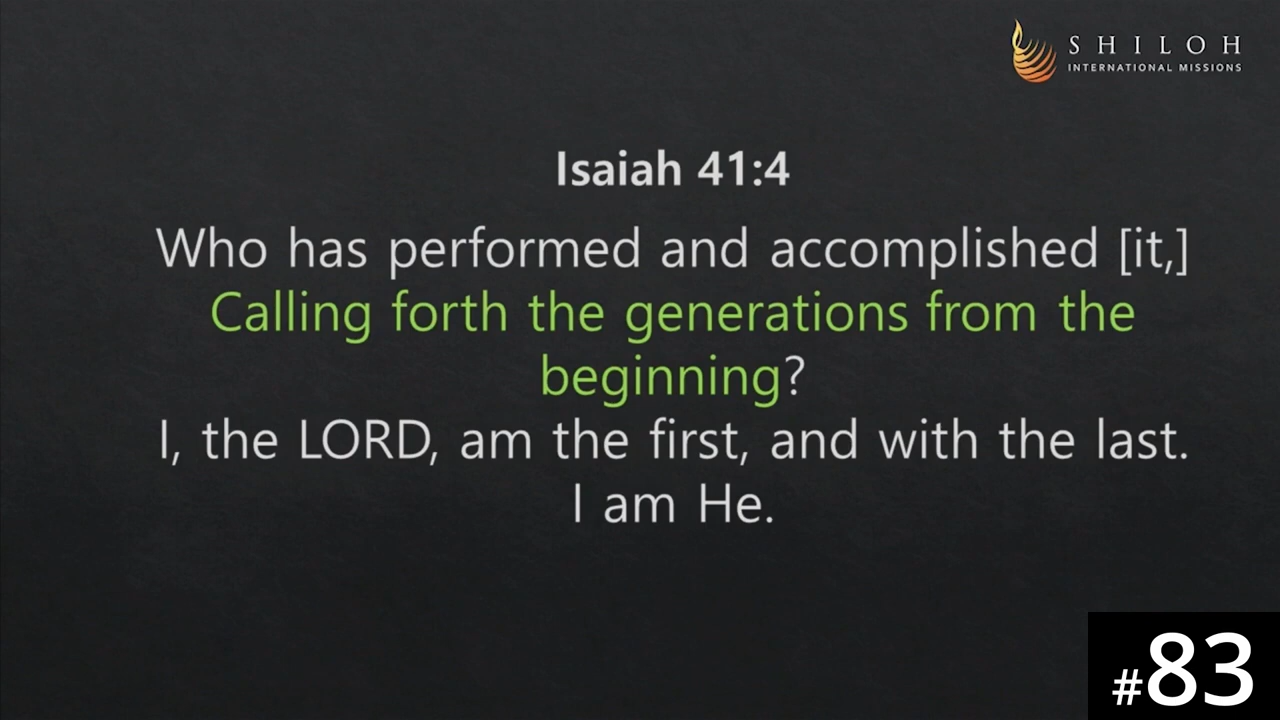 SHILOH
INTERNATIONAL MISSIONS
Isaiah 41:4
Who has performed and accomplished [it,]
Calling forth the generations from the
beginning?
I, the LORD, am the first, and with the last.
I am He.
#83